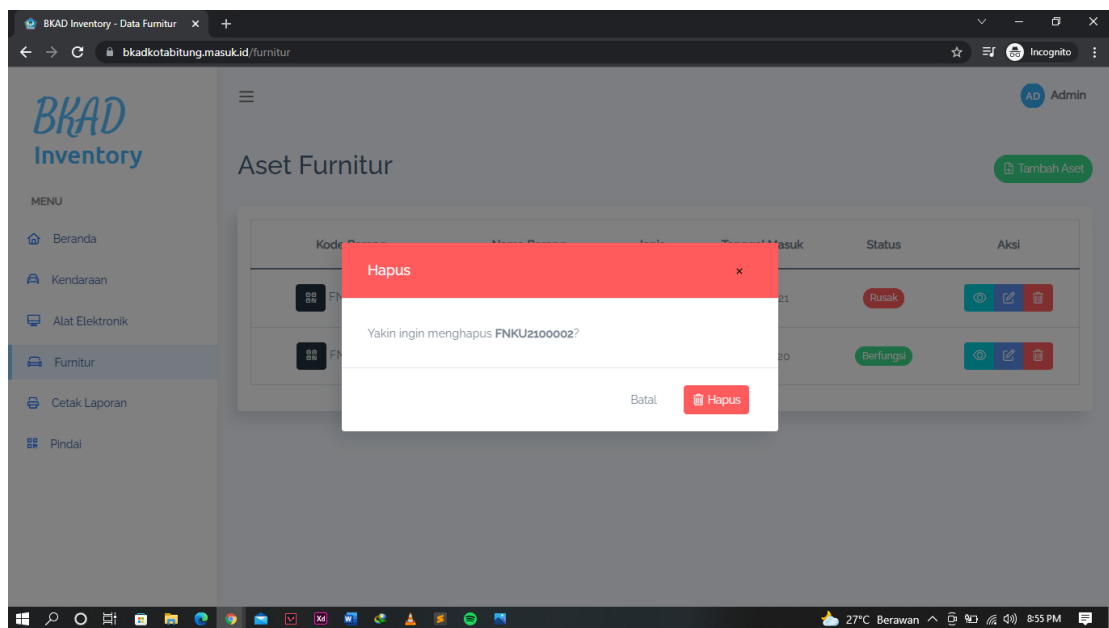 BKAD Inventory - Data Furnitur
bkadkotabitung.masuk.id/furnitur
Incognito
BKAD
Inventory
AD Admin
Aset Furnitur
Tambah Aset
MENU
Beranda
Kendaraan
Alat Elektronik
Furnitur
Cetak Laporan
Pindai
Kode Status Aksi
Rusak
Berfungsi
Hapus ×
Yakin ingin menghapus FNKU2100002?
Batal Hapus
27°C Berawan 8:55 PM